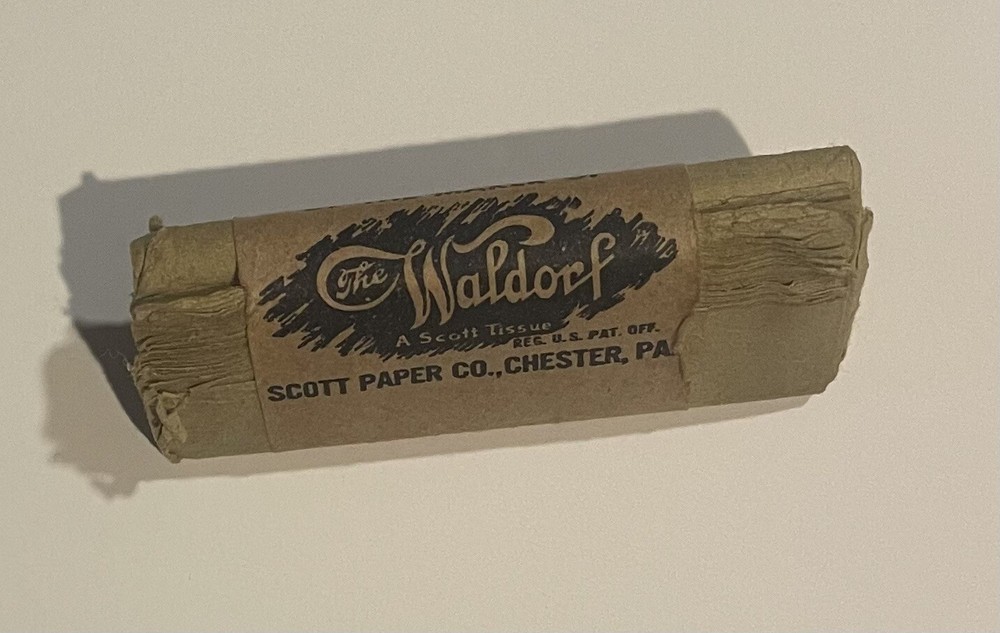 The Waldorf
A Scott Tissue
REG. U.S. PAT. OFF.
SCOTT PAPER CO., CHESTER, PA.